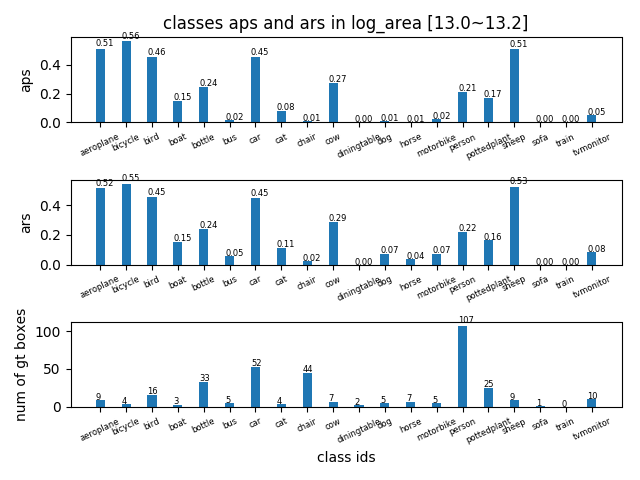 classes aps and ars in log_area [13.0~13.2]
aps
0.4
0.2
0.0
0.51 0.56 0.46 0.15 0.24 0.02 0.45 0.08 0.01 0.27 0.00 0.01 0.01 0.02 0.21 0.17 0.51 0.00 0.00 0.05
aeroplane bicycle bird boat bottle bus car cat chair cow diningtable dog horse motorbike person pottedplant sheep sofa train tvmonitor
ars
0.4
0.2
0.0
0.52 0.55 0.45 0.15 0.24 0.05 0.45 0.11 0.02 0.29 0.00 0.07 0.04 0.07 0.22 0.16 0.53 0.00 0.00 0.08
aeroplane bicycle bird boat bottle bus car cat chair cow diningtable dog horse motorbike person pottedplant sheep sofa train tvmonitor
num of gt boxes
100
50
0
9 4 16 3 33 5 52 4 44 7 2 5 7 5 107 25 9 1 0 10
aeroplane bicycle bird boat bottle bus car cat chair cow diningtable dog horse motorbike person pottedplant sheep sofa train tvmonitor
class ids